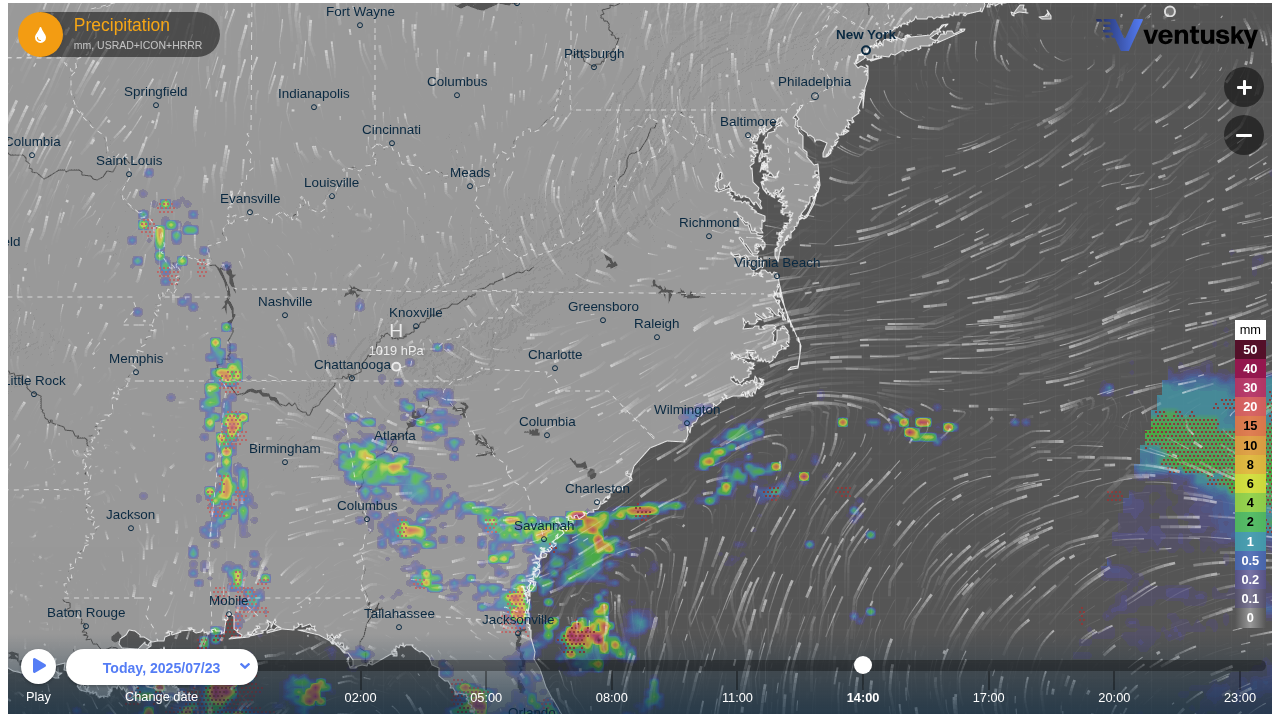 Precipitation
mm, USRAD+ICON+HRRR
ventusky
Fort Wayne
New York
Pittsburgh
Springfield
Indianapolis
Columbus
Philadelphia
Baltimore
Columbia
Cincinnati
Saint Louis
Meads
Evansville
Louisville
Richmond
eld
Virginia Beach
Nashville
Knoxville
Greensboro
Raleigh
H
1019 hPa
Memphis
Chattanooga
Charlotte
Little Rock
Wilmington
Columbia
Atlanta
Birmingham
Charleston
Columbus
Jackson
Savannah
Baton Rouge
Mobile
Tallahassee
Jacksonville
Orlando
mm
50
40
30
20
15
10
8
6
4
2
1
0.5
0.2
0.1
0
Today, 2025/07/23
Play
Change date
02:00
05:00
08:00
11:00
14:00
17:00
20:00
23:00